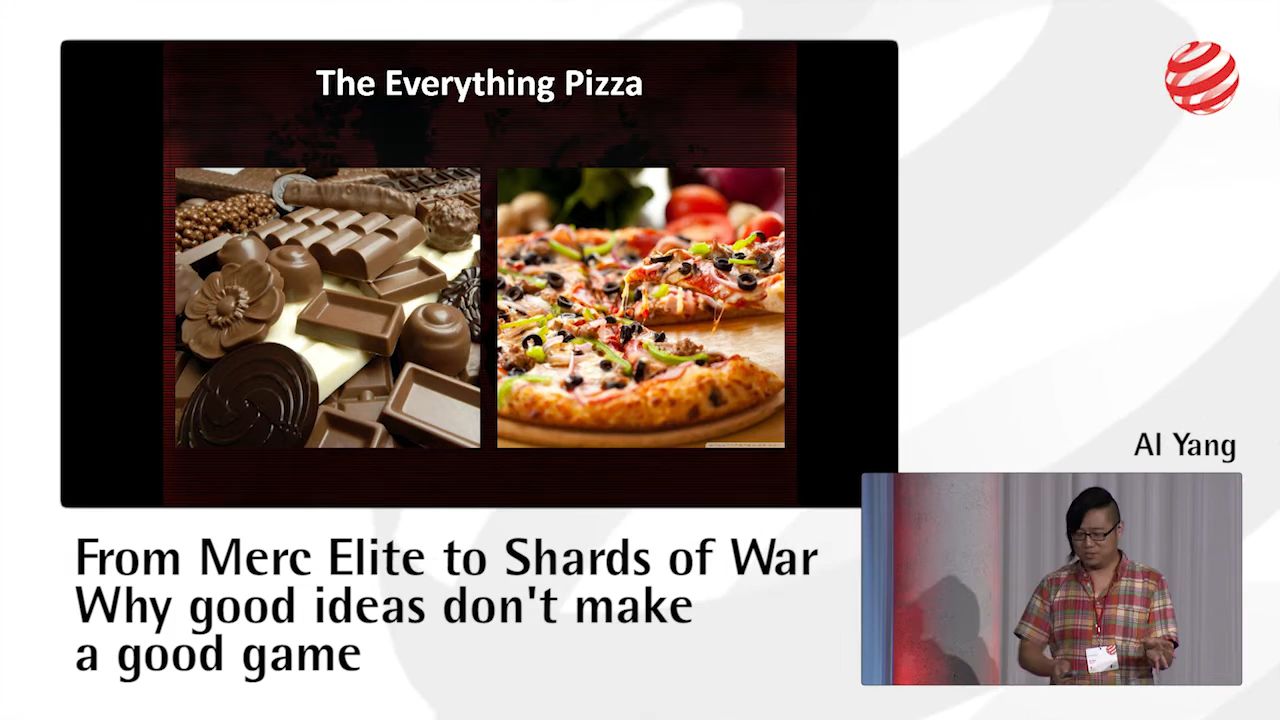 The Everything Pizza
Al Yang
From Merc Elite to Shards of War
Why good ideas don't make
a good game